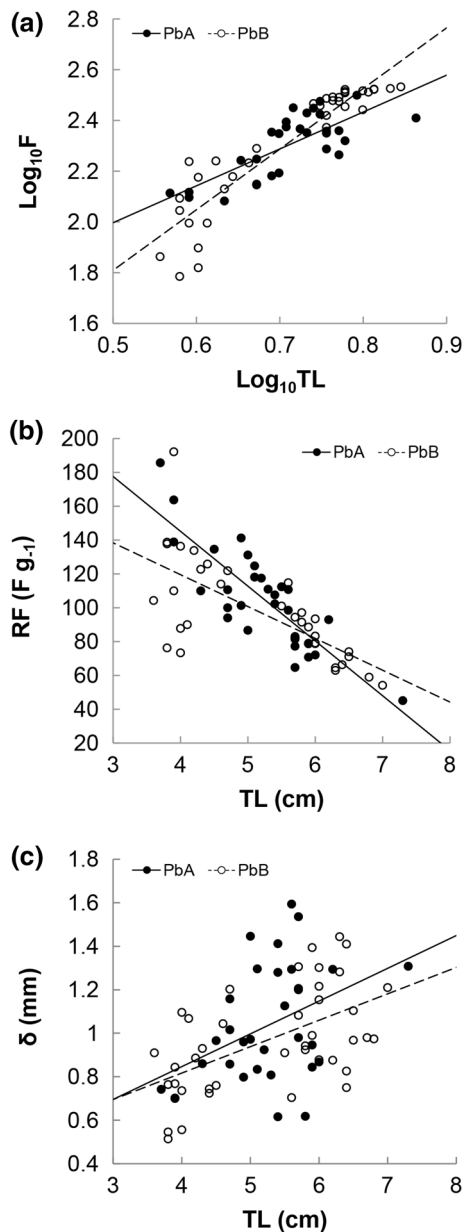 (a)
PbA PbB
2.8
2.6
2.4
2.2
2.0
1.8
1.6
Log₁₀F
0.5 0.6 0.7 0.8 0.9
Log₁₀TL
(b)
PbA PbB
200
180
160
140
120
100
80
60
40
20
RF (F g₋₁)
3 4 5 6 7 8
TL (cm)
(c)
PbA PbB
1.8
1.6
1.4
1.2
1
0.8
0.6
0.4
δ (mm)
3 4 5 6 7 8
TL (cm)